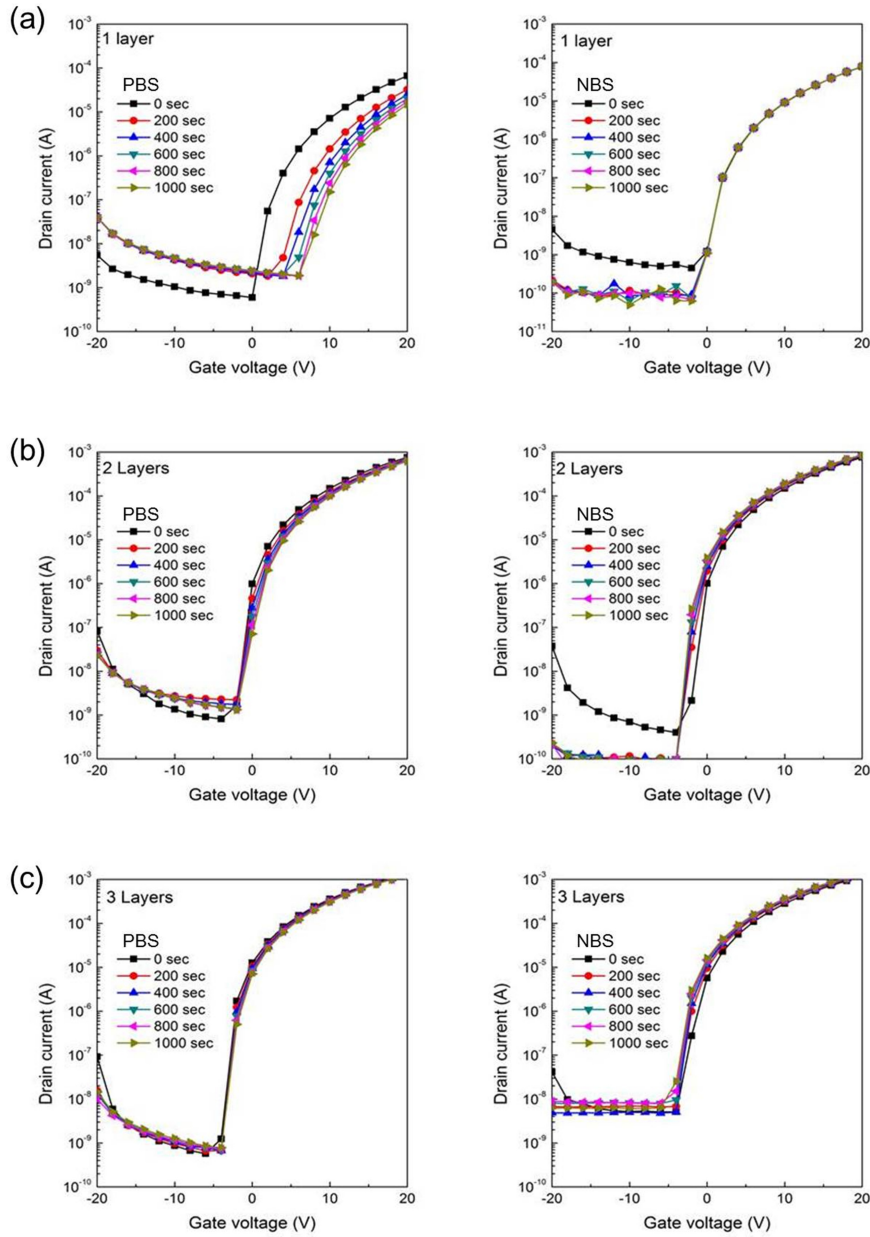 (a)
1 layer
PBS
0 sec
200 sec
400 sec
600 sec
800 sec
1000 sec
10⁻³
10⁻⁴
10⁻⁵
10⁻⁶
10⁻⁷
10⁻⁸
10⁻⁹
10⁻¹⁰
Drain current (A)
-20 -10 0 10 20
Gate voltage (V)
1 layer
NBS
0 sec
200 sec
400 sec
600 sec
800 sec
1000 sec
10⁻³
10⁻⁴
10⁻⁵
10⁻⁶
10⁻⁷
10⁻⁸
10⁻⁹
10⁻¹⁰
10⁻¹¹
Drain current (A)
-20 -10 0 10 20
Gate voltage (V)
(b)
2 Layers
PBS
0 sec
200 sec
400 sec
600 sec
800 sec
1000 sec
10⁻³
10⁻⁴
10⁻⁵
10⁻⁶
10⁻⁷
10⁻⁸
10⁻⁹
10⁻¹⁰
Drain current (A)
-20 -10 0 10 20
Gate voltage (V)
2 Layers
NBS
0 sec
200 sec
400 sec
600 sec
800 sec
1000 sec
10⁻³
10⁻⁴
10⁻⁵
10⁻⁶
10⁻⁷
10⁻⁸
10⁻⁹
10⁻¹⁰
Drain current (A)
-20 -10 0 10 20
Gate voltage (V)
(c)
3 Layers
PBS
0 sec
200 sec
400 sec
600 sec
800 sec
1000 sec
10⁻³
10⁻⁴
10⁻⁵
10⁻⁶
10⁻⁷
10⁻⁸
10⁻⁹
10⁻¹⁰
Drain current (A)
-20 -10 0 10 20
Gate voltage (V)
3 Layers
NBS
0 sec
200 sec
400 sec
600 sec
800 sec
1000 sec
10⁻³
10⁻⁴
10⁻⁵
10⁻⁶
10⁻⁷
10⁻⁸
10⁻⁹
10⁻¹⁰
Drain current (A)
-20 -10 0 10 20
Gate voltage (V)